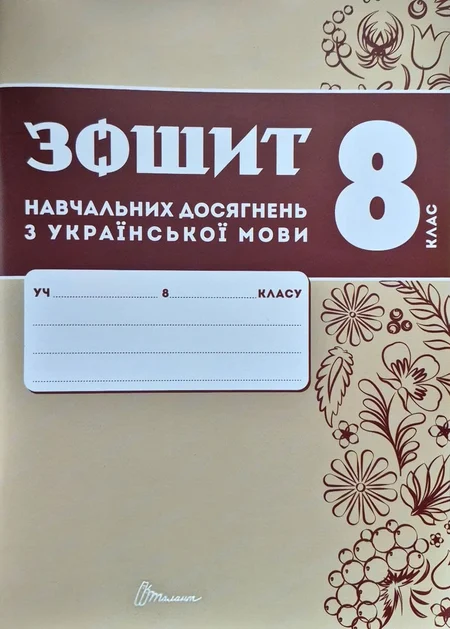 ЗОШИТ
НАВЧАЛЬНИХ ДОСЯГНЕНЬ
З УКРАЇНСЬКОЇ МОВИ
8
КЛАС
УЧ 8 КЛАСУ
Талант